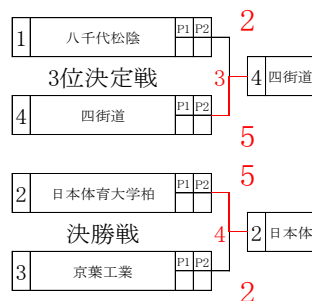 2
1 八千代松陰 P1 P2
3位決定戦 3 4 四街道
4 四街道 P1 P2
5
5
2 日本体育大学柏 P1 P2
決勝戦 4 2 日本体
3 京葉工業 P1 P2
2